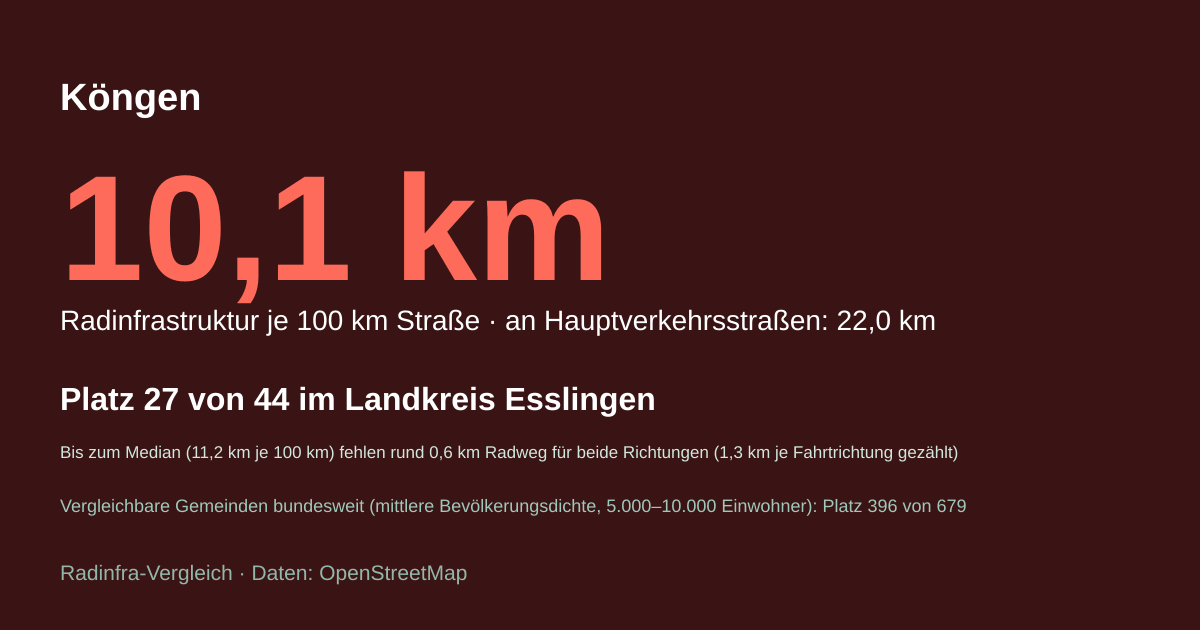 Köngen
10,1 km
Radinfrastruktur je 100 km Straße · an Hauptverkehrsstraßen: 22,0 km
Platz 27 von 44 im Landkreis Esslingen
Bis zum Median (11,2 km je 100 km) fehlen rund 0,6 km Radweg für beide Richtungen (1,3 km je Fahrtrichtung gezählt)
Vergleichbare Gemeinden bundesweit (mittlere Bevölkerungsdichte, 5.000–10.000 Einwohner): Platz 396 von 679
Radinfra-Vergleich · Daten: OpenStreetMap